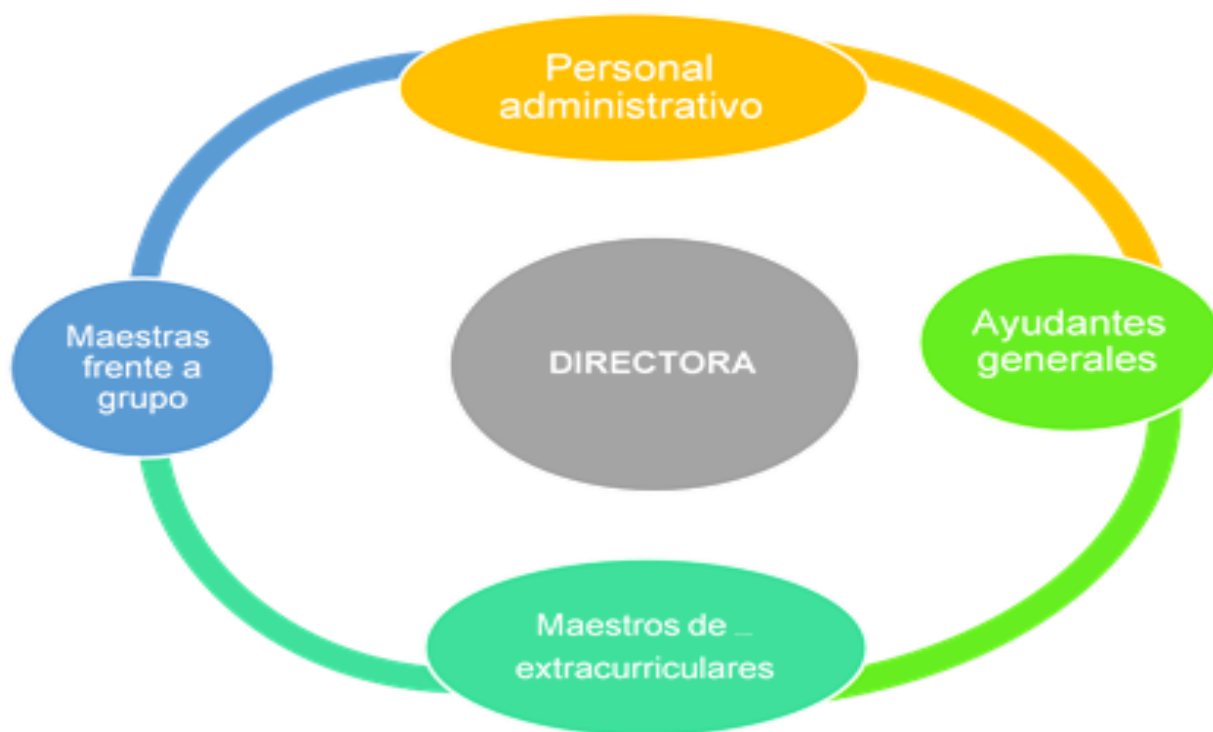 Personal
administrativo
Maestras
frente a
grupo
DIRECTORA
Ayudantes
generales
Maestros de ...
extracurriculares